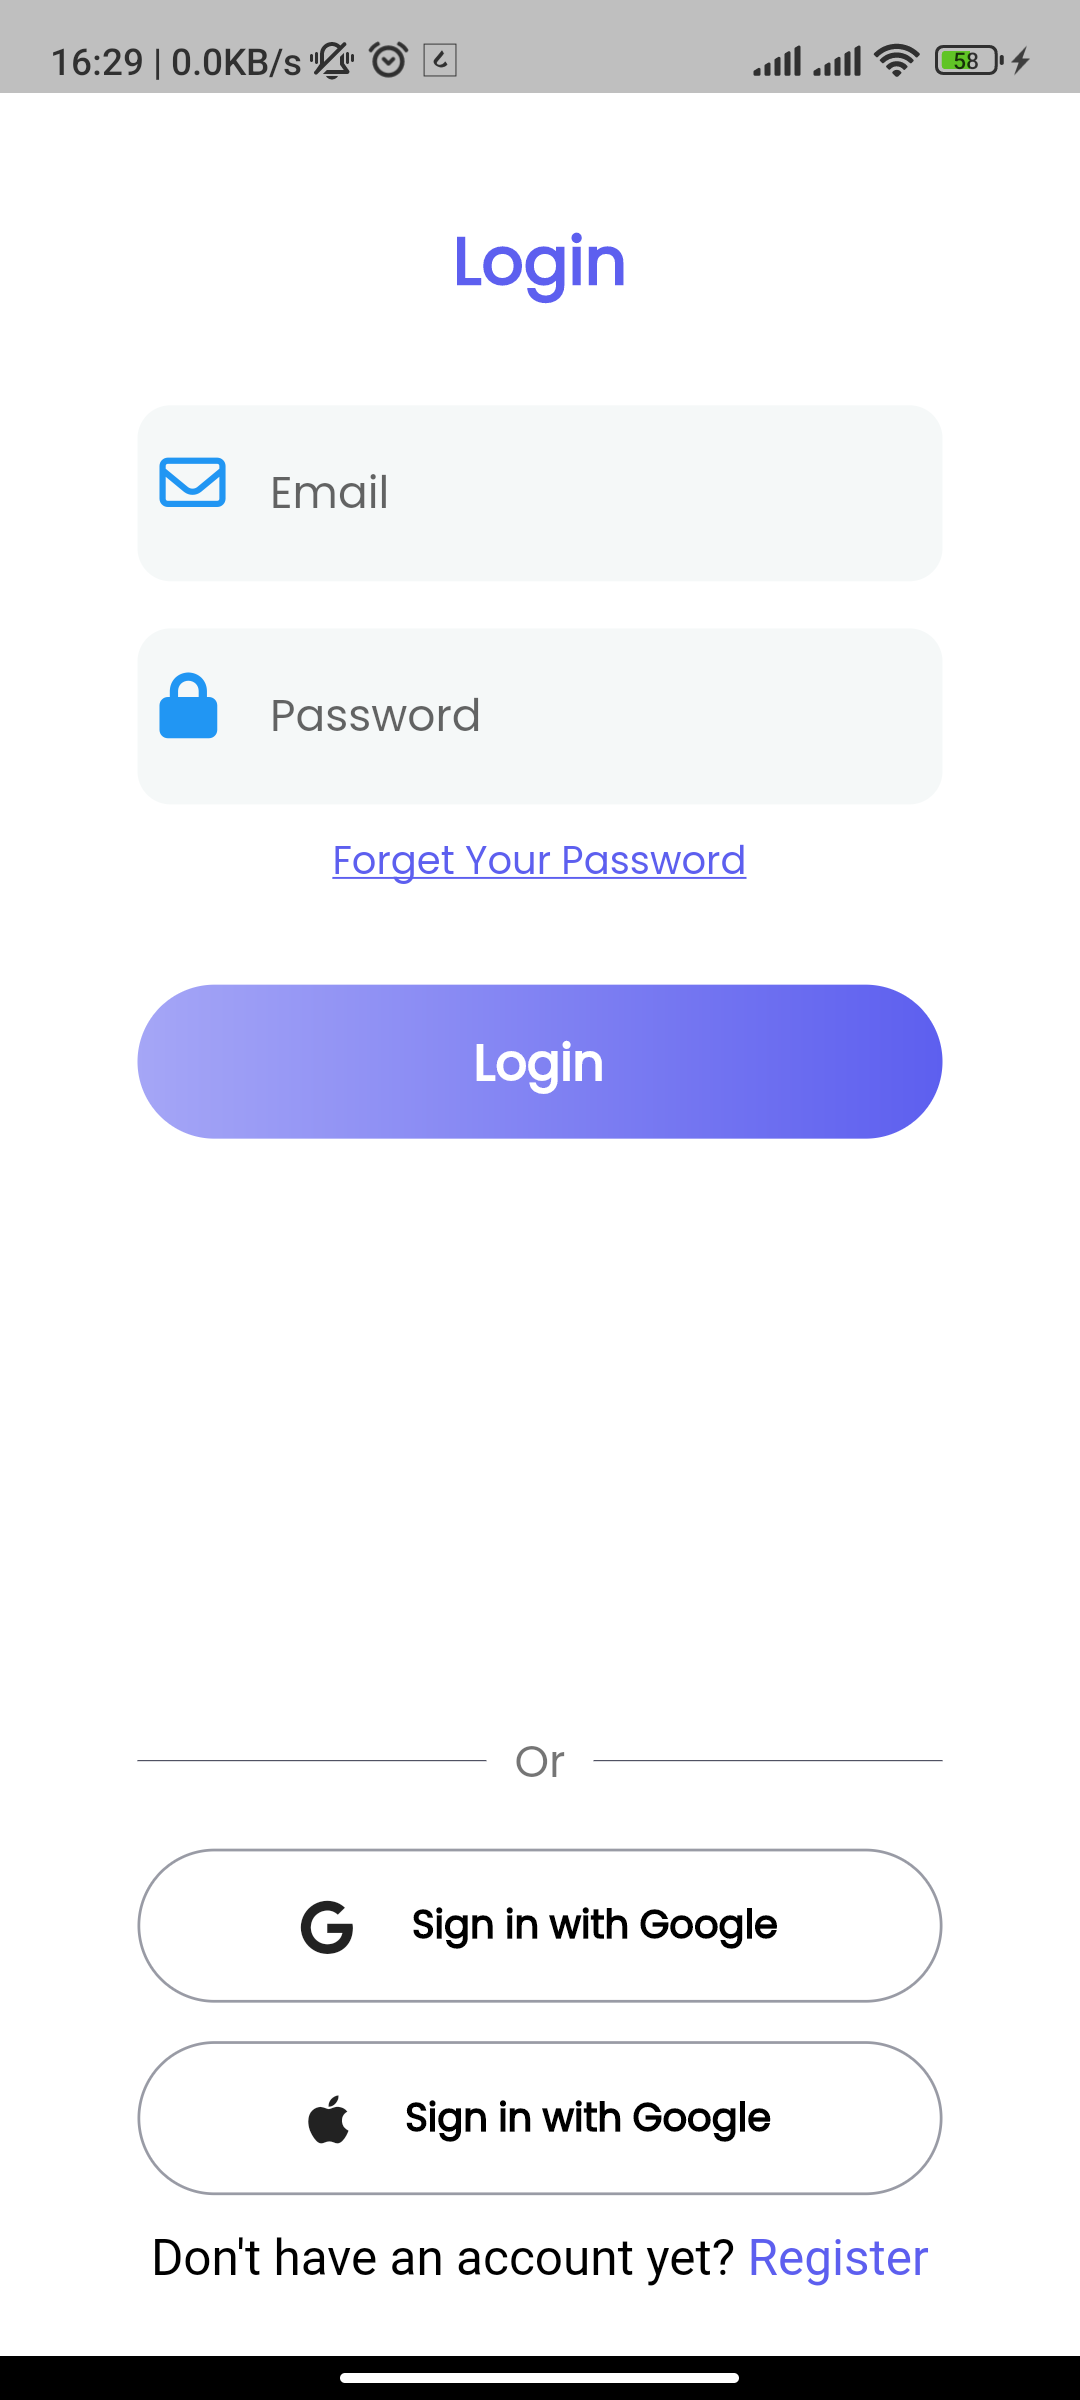 16:29 | 0.0KB/s
58
Login
Email
Password
Forget Your Password
Login
Or
Sign in with Google
Sign in with Google
Don't have an account yet? Register